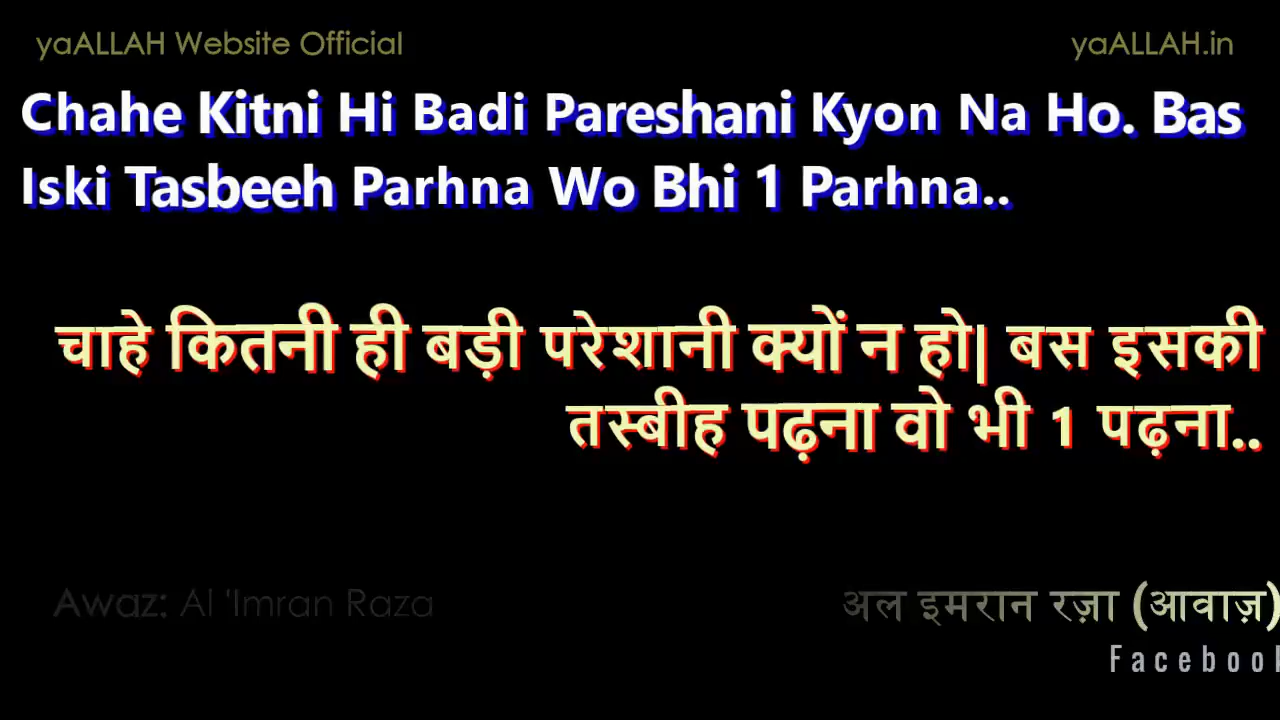 yaALLAH Website Official
yaALLAH.in
Chahe Kitni Hi Badi Pareshani Kyon Na Ho. Bas
Iski Tasbeeh Parhna Wo Bhi 1 Parhna..
चाहे कितनी ही बड़ी परेशानी क्यों न हो| बस इसकी
तस्बीह पढ़ना वो भी 1 पढ़ना..
Awaz: Al 'Imran Raza
अल इमरान रज़ा (आवाज़)
Facebook